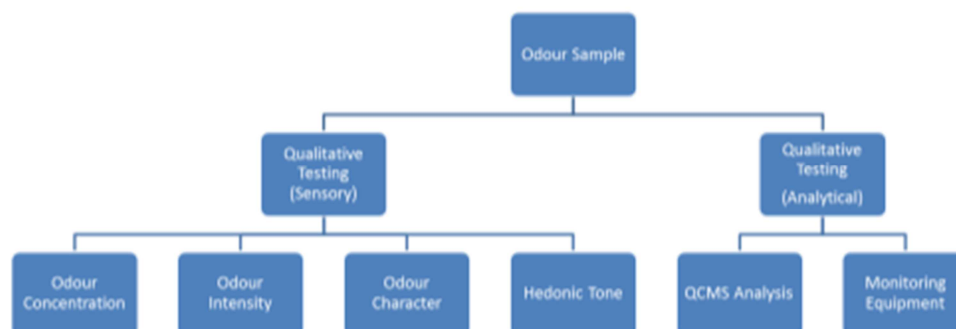 Odour Sample
Qualitative
Testing
(Sensory)
Qualitative
Testing
(Analytical)
Odour
Concentration
Odour
Intensity
Odour
Character
Hedonic Tone
QCMS Analysis
Monitoring
Equipment